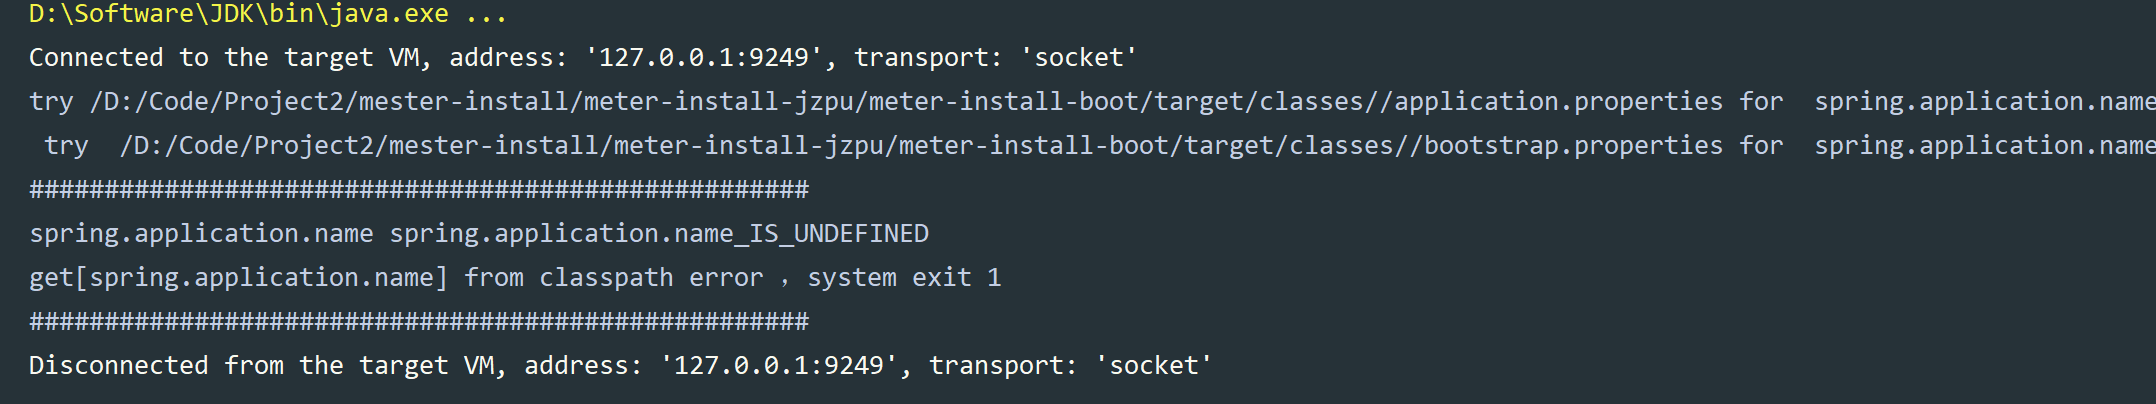 D:\Software\JDK\bin\java.exe ...
Connected to the target VM, address: '127.0.0.1:9249', transport: 'socket'
try /D:/Code/Project2/mester-install/meter-install-jzpu/meter-install-boot/target/classes//application.properties for  spring.application.name
 try  /D:/Code/Project2/mester-install/meter-install-jzpu/meter-install-boot/target/classes//bootstrap.properties for  spring.application.name
####################################################
spring.application.name spring.application.name_IS_UNDEFINED
get[spring.application.name] from classpath error ，system exit 1
####################################################
Disconnected from the target VM, address: '127.0.0.1:9249', transport: 'socket'